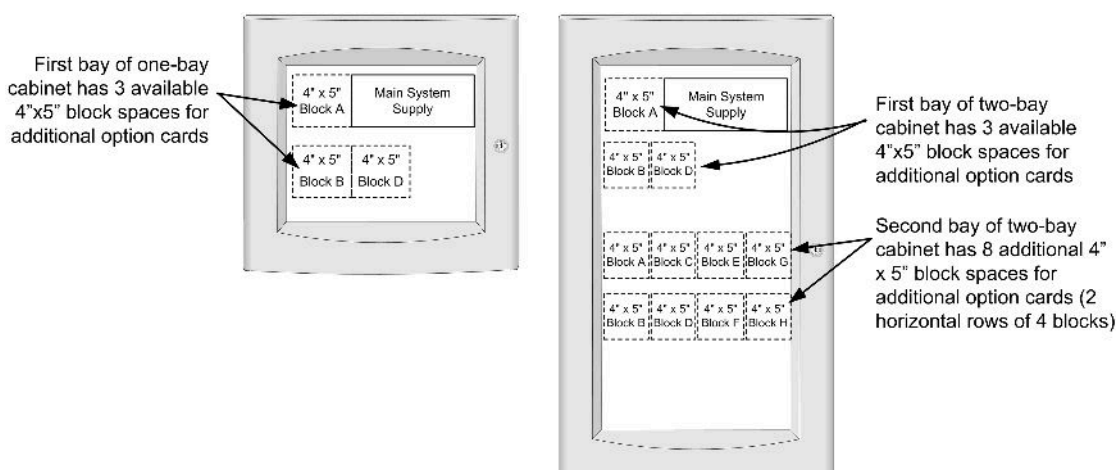 First bay of one-bay
cabinet has 3 available
4"x5" block spaces for
additional option cards
4" x 5"
Block A
Main System
Supply
4" x 5"
Block B
4" x 5"
Block D
4" x 5"
Block A
Main System
Supply
4" x 5"
Block B
4" x 5"
Block D
4" x 5"
Block A
4" x 5"
Block C
4" x 5"
Block E
4" x 5"
Block G
4" x 5"
Block B
4" x 5"
Block D
4" x 5"
Block F
4" x 5"
Block H
First bay of two-bay
cabinet has 3 available
4"x5" block spaces for
additional option cards
Second bay of two-bay
cabinet has 8 additional 4"
x 5" block spaces for
additional option cards (2
horizontal rows of 4 blocks)